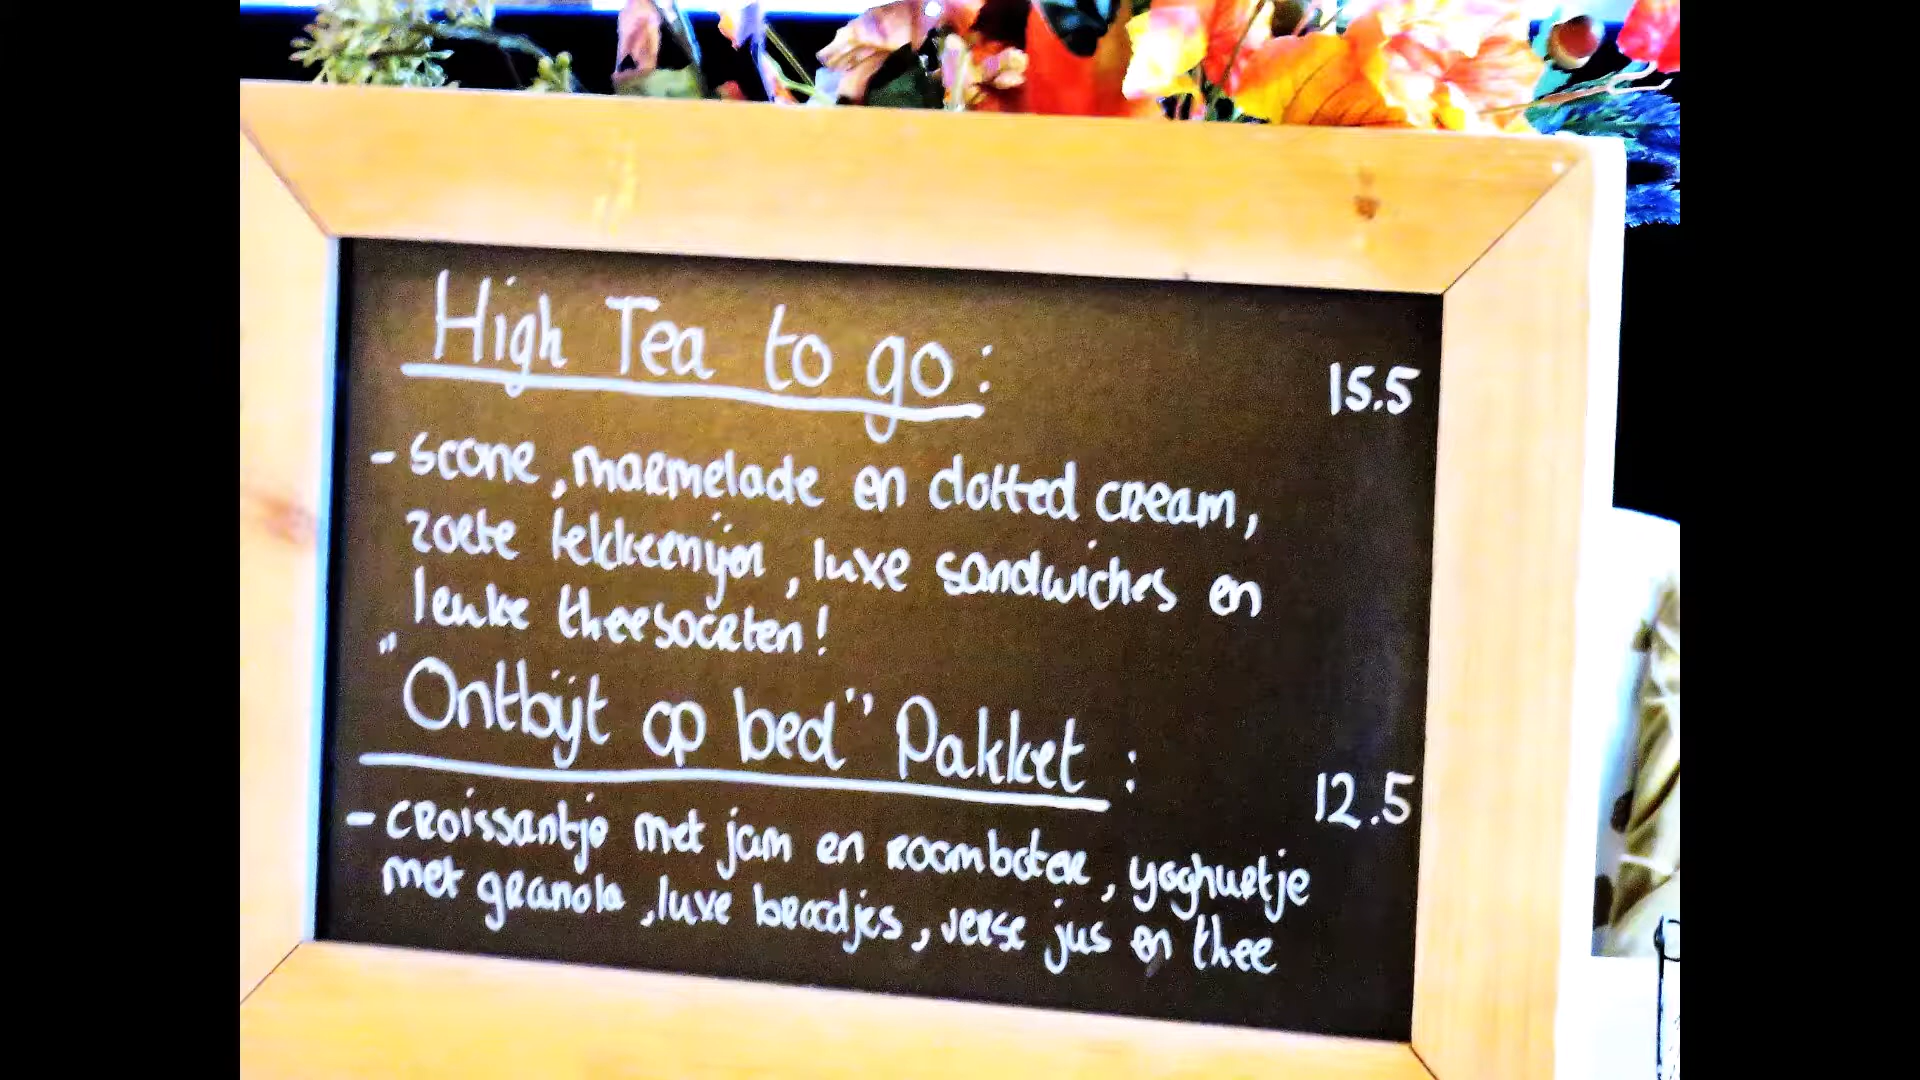 High Tea to go: 15.5
- scone, marmelade en clotted cream,
zoete lekkernijen, luxe sandwiches en
leuke theesoorten!
"Ontbijt op bed" Pakket : 12.5
- croissantje met jam en roomboter, yoghurtje
met granola, luxe broodjes, verse jus en thee